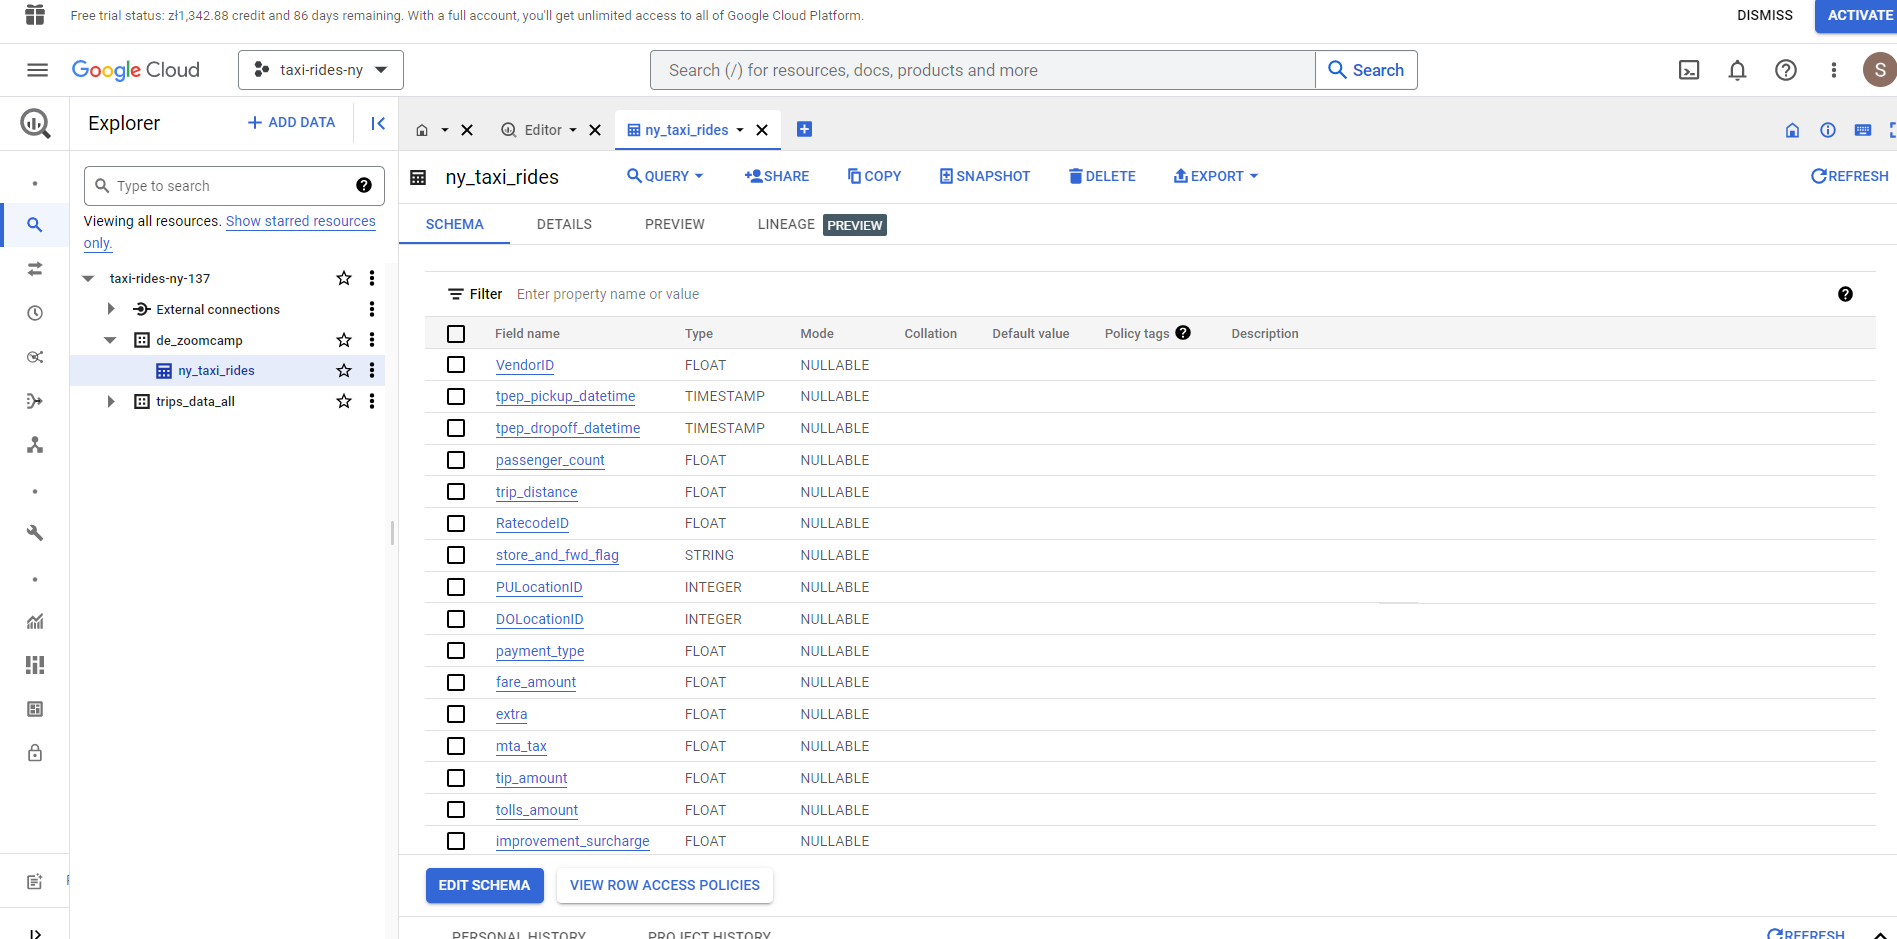 Free trial status: zł1,342.88 credit and 86 days remaining. With a full account, you'll get unlimited access to all of Google Cloud Platform.
DISMISS
ACTIVATE
Google Cloud
taxi-rides-ny
Search (/) for resources, docs, products and more
Search
S
Explorer
+ ADD DATA
Editor
ny_taxi_rides
Type to search
Viewing all resources. Show starred resources
only.
taxi-rides-ny-137
External connections
de_zoomcamp
ny_taxi_rides
trips_data_all
ny_taxi_rides
QUERY
SHARE
COPY
SNAPSHOT
DELETE
EXPORT
REFRESH
SCHEMA DETAILS PREVIEW LINEAGE PREVIEW
Filter Enter property name or value
Field name Type Mode Collation Default value Policy tags Description
VendorID FLOAT NULLABLE
tpep_pickup_datetime TIMESTAMP NULLABLE
tpep_dropoff_datetime TIMESTAMP NULLABLE
passenger_count FLOAT NULLABLE
trip_distance FLOAT NULLABLE
RatecodeID FLOAT NULLABLE
store_and_fwd_flag STRING NULLABLE
PULocationID INTEGER NULLABLE
DOLocationID INTEGER NULLABLE
payment_type FLOAT NULLABLE
fare_amount FLOAT NULLABLE
extra FLOAT NULLABLE
mta_tax FLOAT NULLABLE
tip_amount FLOAT NULLABLE
tolls_amount FLOAT NULLABLE
improvement_surcharge FLOAT NULLABLE
EDIT SCHEMA
VIEW ROW ACCESS POLICIES
PERSONAL HISTORY
PROJECT HISTORY
REFRESH